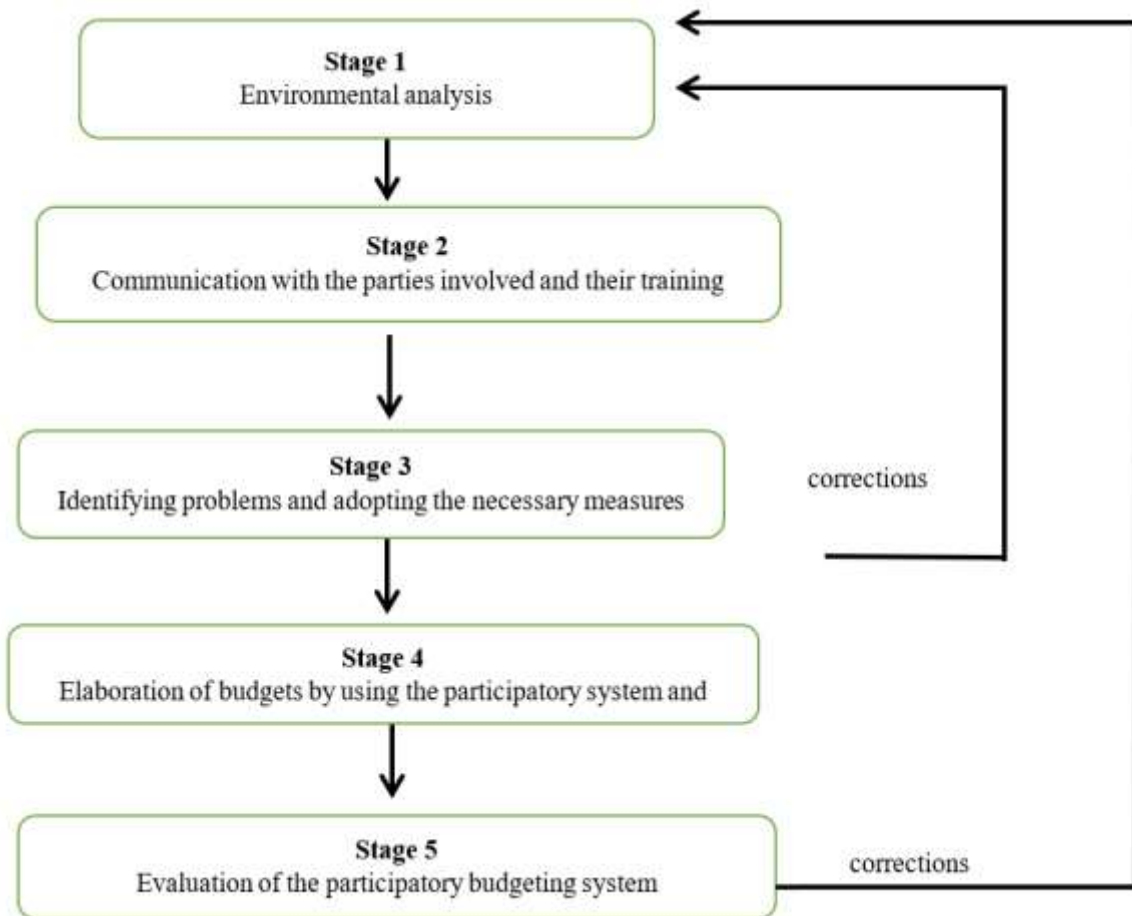 Stage 1
Environmental analysis
Stage 2
Communication with the parties involved and their training
Stage 3
Identifying problems and adopting the necessary measures
corrections
Stage 4
Elaboration of budgets by using the participatory system and
Stage 5
Evaluation of the participatory budgeting system
corrections